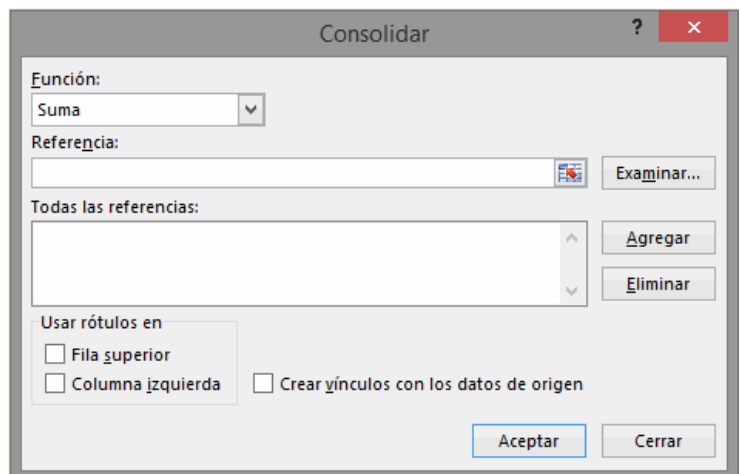 Consolidar ?
Función:
Suma
Referencia:
Examinar...
Todas las referencias:
Agregar
Eliminar
Usar rótulos en
Fila superior
Columna izquierda
Crear vínculos con los datos de origen
Aceptar
Cerrar